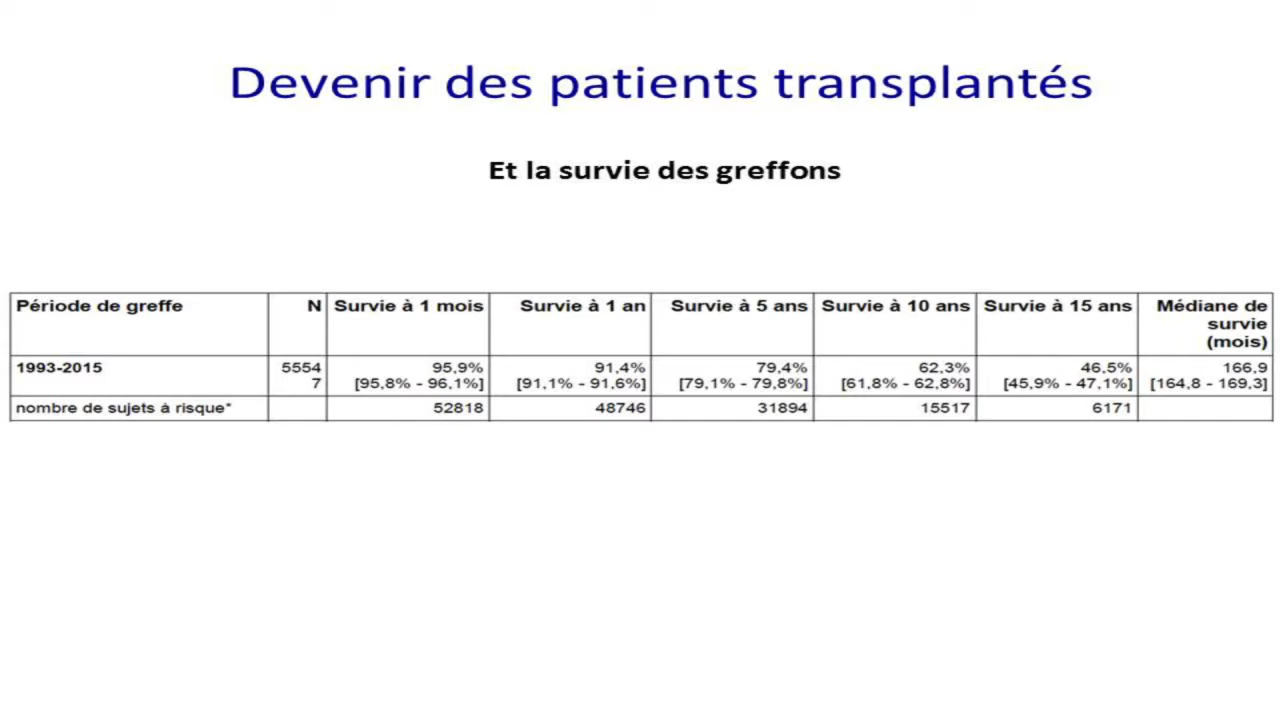 Devenir des patients transplantés
Et la survie des greffons
Période de greffe N Survie à 1 mois Survie à 1 an Survie à 5 ans Survie à 10 ans Survie à 15 ans Médiane de
survie
(mois)
1993-2015 5554 95,9% 91,4% 79,4% 62,3% 46,5% 166,9
7 [95,8% - 96,1%] [91,1% - 91,6%] [79,1% - 79,8%] [61,8% - 62,8%] [45,9% - 47,1%] [164,8 - 169,3]
nombre de sujets à risque* 52818 48746 31894 15517 6171